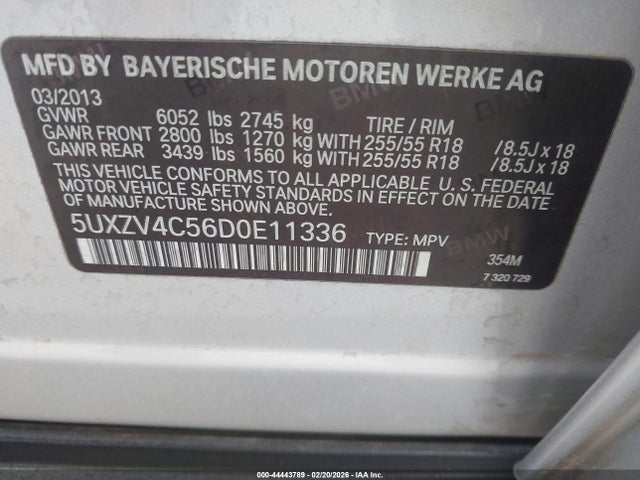 MFD BY BAYERISCHE MOTOREN WERKE AG
03/2013
GVWR 6052 lbs 2745 kg TIRE / RIM
GAWR FRONT 2800 lbs 1270 kg WITH 255/55 R18 / 8.5J x 18
GAWR REAR 3439 lbs 1560 kg WITH 255/55 R18 / 8.5J x 18
THIS VEHICLE CONFORMS TO ALL APPLICABLE U. S. FEDERAL
MOTOR VEHICLE SAFETY STANDARDS IN EFFECT ON THE DATE
OF MANUFACTURE SHOWN ABOVE.
5UXZV4C56D0E11336 TYPE: MPV
354M
7 320 729
000-44443789 - 02/20/2026 - IAA Inc.